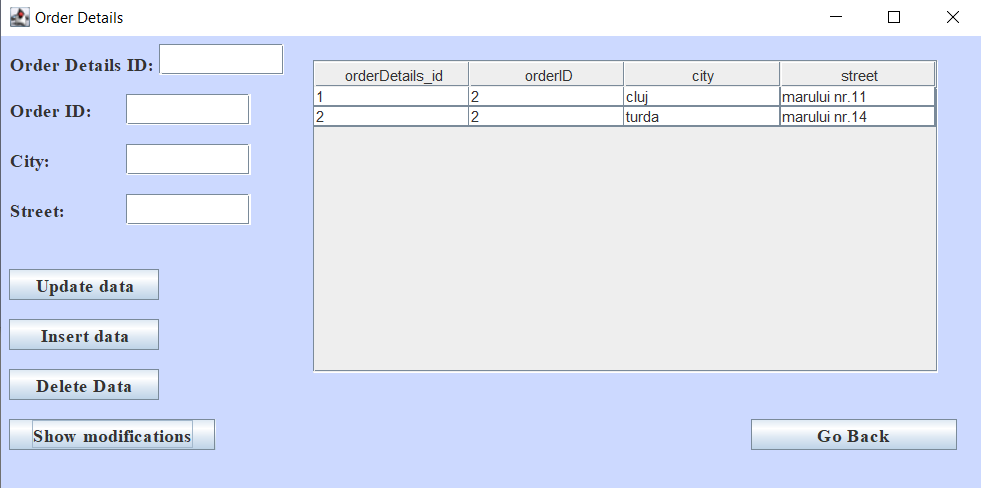 Order Details
Order Details ID:
Order ID:
City:
Street:
Update data
Insert data
Delete Data
Show modifications
orderDetails_id orderID city street
1 2 cluj marului nr.11
2 2 turda marului nr.14
Go Back